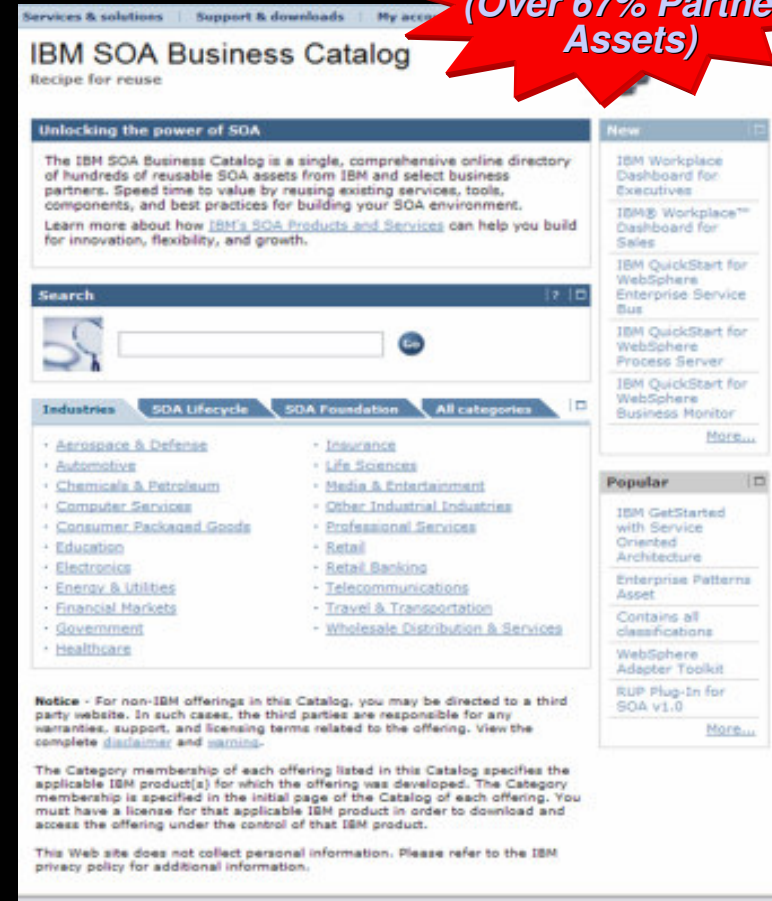 Services & solutions Support & downloads My
(Over 67% Partne
Assets)
IBM SOA Business Catalog
Recipe for reuse
Unlocking the power of SOA
The IBM SOA Business Catalog is a single, comprehensive online directory
of hundreds of reusable SOA assets from IBM and select business
partners. Speed time to value by reusing existing services, tools,
components, and best practices for building your SOA environment.
Learn more about how IBM's SOA Products and Services can help you build
for innovation, flexibility, and growth.
Search ?
Go
Industries SOA Lifecycle SOA Foundation All categories
· Aerospace & Defense
· Automotive
· Chemicals & Petroleum
· Computer Services
· Consumer Packaged Goods
· Education
· Electronics
· Energy & Utilities
· Financial Markets
· Government
· Healthcare
· Insurance
· Life Sciences
· Media & Entertainment
· Other Industrial Industries
· Professional Services
· Retail
· Retail Banking
· Telecommunications
· Travel & Transportation
· Wholesale Distribution & Services
Notice - For non-IBM offerings in this Catalog, you may be directed to a third
party website. In such cases, the third parties are responsible for any
warranties, support, and licensing terms related to the offering. View the
complete disclaimer and warning.
The Category membership of each offering listed in this Catalog specifies the
applicable IBM product(s) for which the offering was developed. The Category
membership is specified in the initial page of the Catalog of each offering. You
must have a license for that applicable IBM product in order to download and
access the offering under the control of that IBM product.
This Web site does not collect personal information. Please refer to the IBM
privacy policy for additional information.
New
IBM Workplace
Dashboard for
Executives
IBM® Workplace™
Dashboard for
Sales
IBM QuickStart for
WebSphere
Enterprise Service
Bus
IBM QuickStart for
WebSphere
Process Server
IBM QuickStart for
WebSphere
Business Monitor
More...
Popular
IBM GetStarted
with Service
Oriented
Architecture
Enterprise Patterns
Asset
Contains all
classifications
WebSphere
Adapter Toolkit
RUP Plug-In for
SOA v1.0
More...